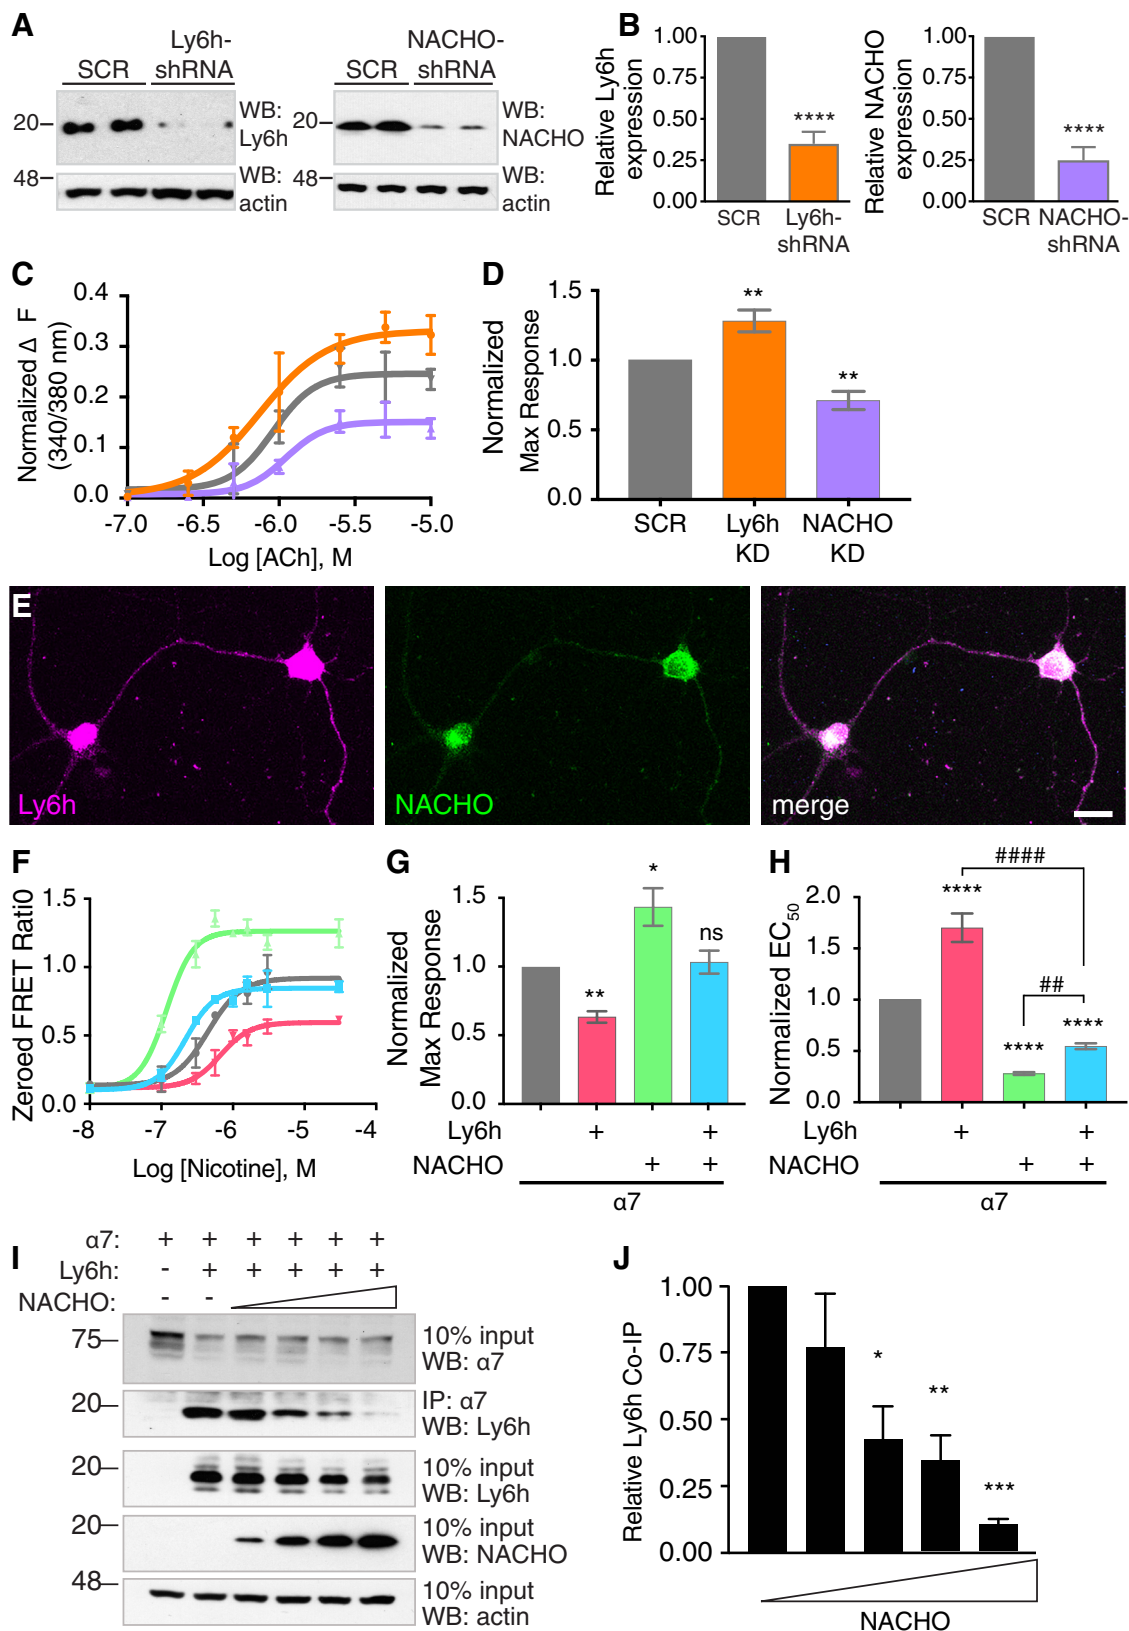 A
SCR
Ly6h-
shRNA
20
WB:
Ly6h
48
WB:
actin
SCR
NACHO-
shRNA
20
WB:
NACHO
48
WB:
actin
B
Relative Ly6h
expression
1.00
0.75
0.50
0.25
0.00
****
SCR
Ly6h-
shRNA
Relative NACHO
expression
1.00
0.75
0.50
0.25
0.00
****
SCR
NACHO-
shRNA
C
Normalized Δ F
(340/380 nm)
0.4
0.3
0.2
0.1
0.0
-7.0 -6.5 -6.0 -5.5 -5.0
Log [ACh], M
D
Normalized
Max Response
1.5
1.0
0.5
0.0
**
**
SCR
Ly6h
KD
NACHO
KD
E
Ly6h
NACHO
merge
F
Zeroed FRET Rati0
1.5
1.0
0.5
0.0
-8 -7 -6 -5 -4
Log [Nicotine], M
G
Normalized
Max Response
1.5
1.0
0.5
0.0
**
*
ns
Ly6h + +
NACHO + +
α7
H
Normalized EC50
2.0
1.5
1.0
0.5
0.0
####
****
##
****
****
Ly6h + +
NACHO + +
α7
I
α7: + + + + + +
Ly6h: - + + + + +
NACHO: - -
75
10% input
WB: α7
20
IP: α7
WB: Ly6h
20
10% input
WB: Ly6h
20
10% input
WB: NACHO
48
10% input
WB: actin
J
Relative Ly6h Co-IP
1.00
0.75
0.50
0.25
0.00
*
**
***
NACHO